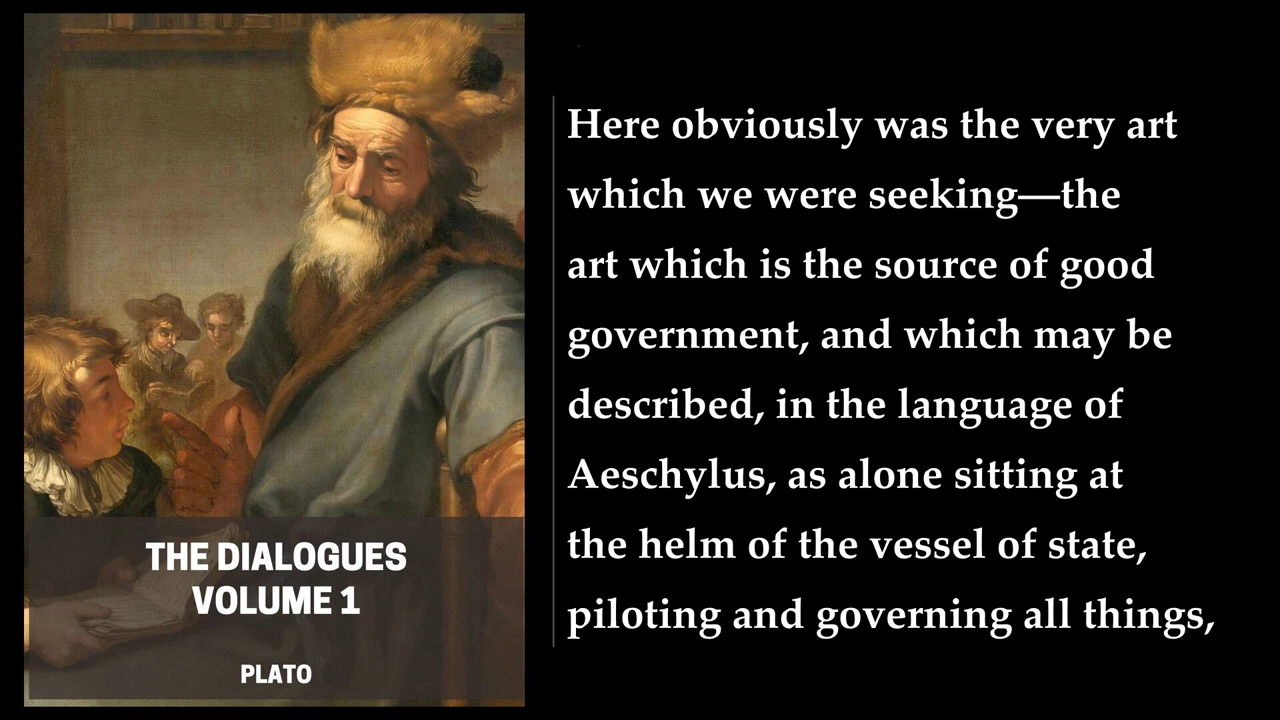 THE DIALOGUES
VOLUME 1
PLATO
Here obviously was the very art
which we were seeking—the
art which is the source of good
government, and which may be
described, in the language of
Aeschylus, as alone sitting at
the helm of the vessel of state,
piloting and governing all things,